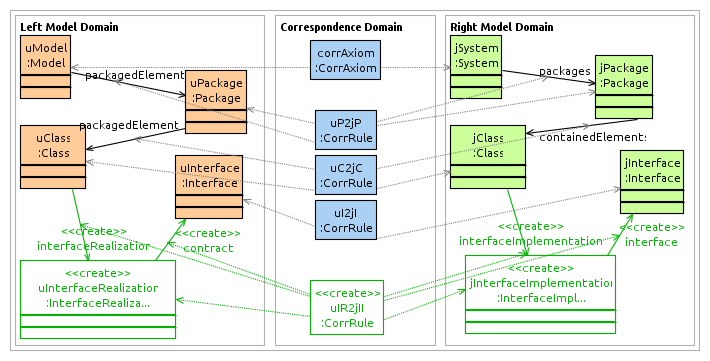 Left Model Domain
Correspondence Domain
Right Model Domain
uModel
:Model
packagedElement
uPackage
:Package
packagedElement
uClass
:Class
uInterface
:Interface
<<create>>
interfaceRealization
<<create>>
contract
<<create>>
uInterfaceRealization
:InterfaceRealiza...
corrAxiom
:CorrAxiom
uP2jP
:CorrRule
uC2jC
:CorrRule
uI2jI
:CorrRule
<<create>>
uIR2jII
:CorrRule
jSystem
:System
packages
jPackage
:Package
containedElements
jClass
:Class
jInterface
:Interface
<<create>>
interfaceImplementation
<<create>>
interface
<<create>>
jInterfaceImplementation
:InterfaceImpl...